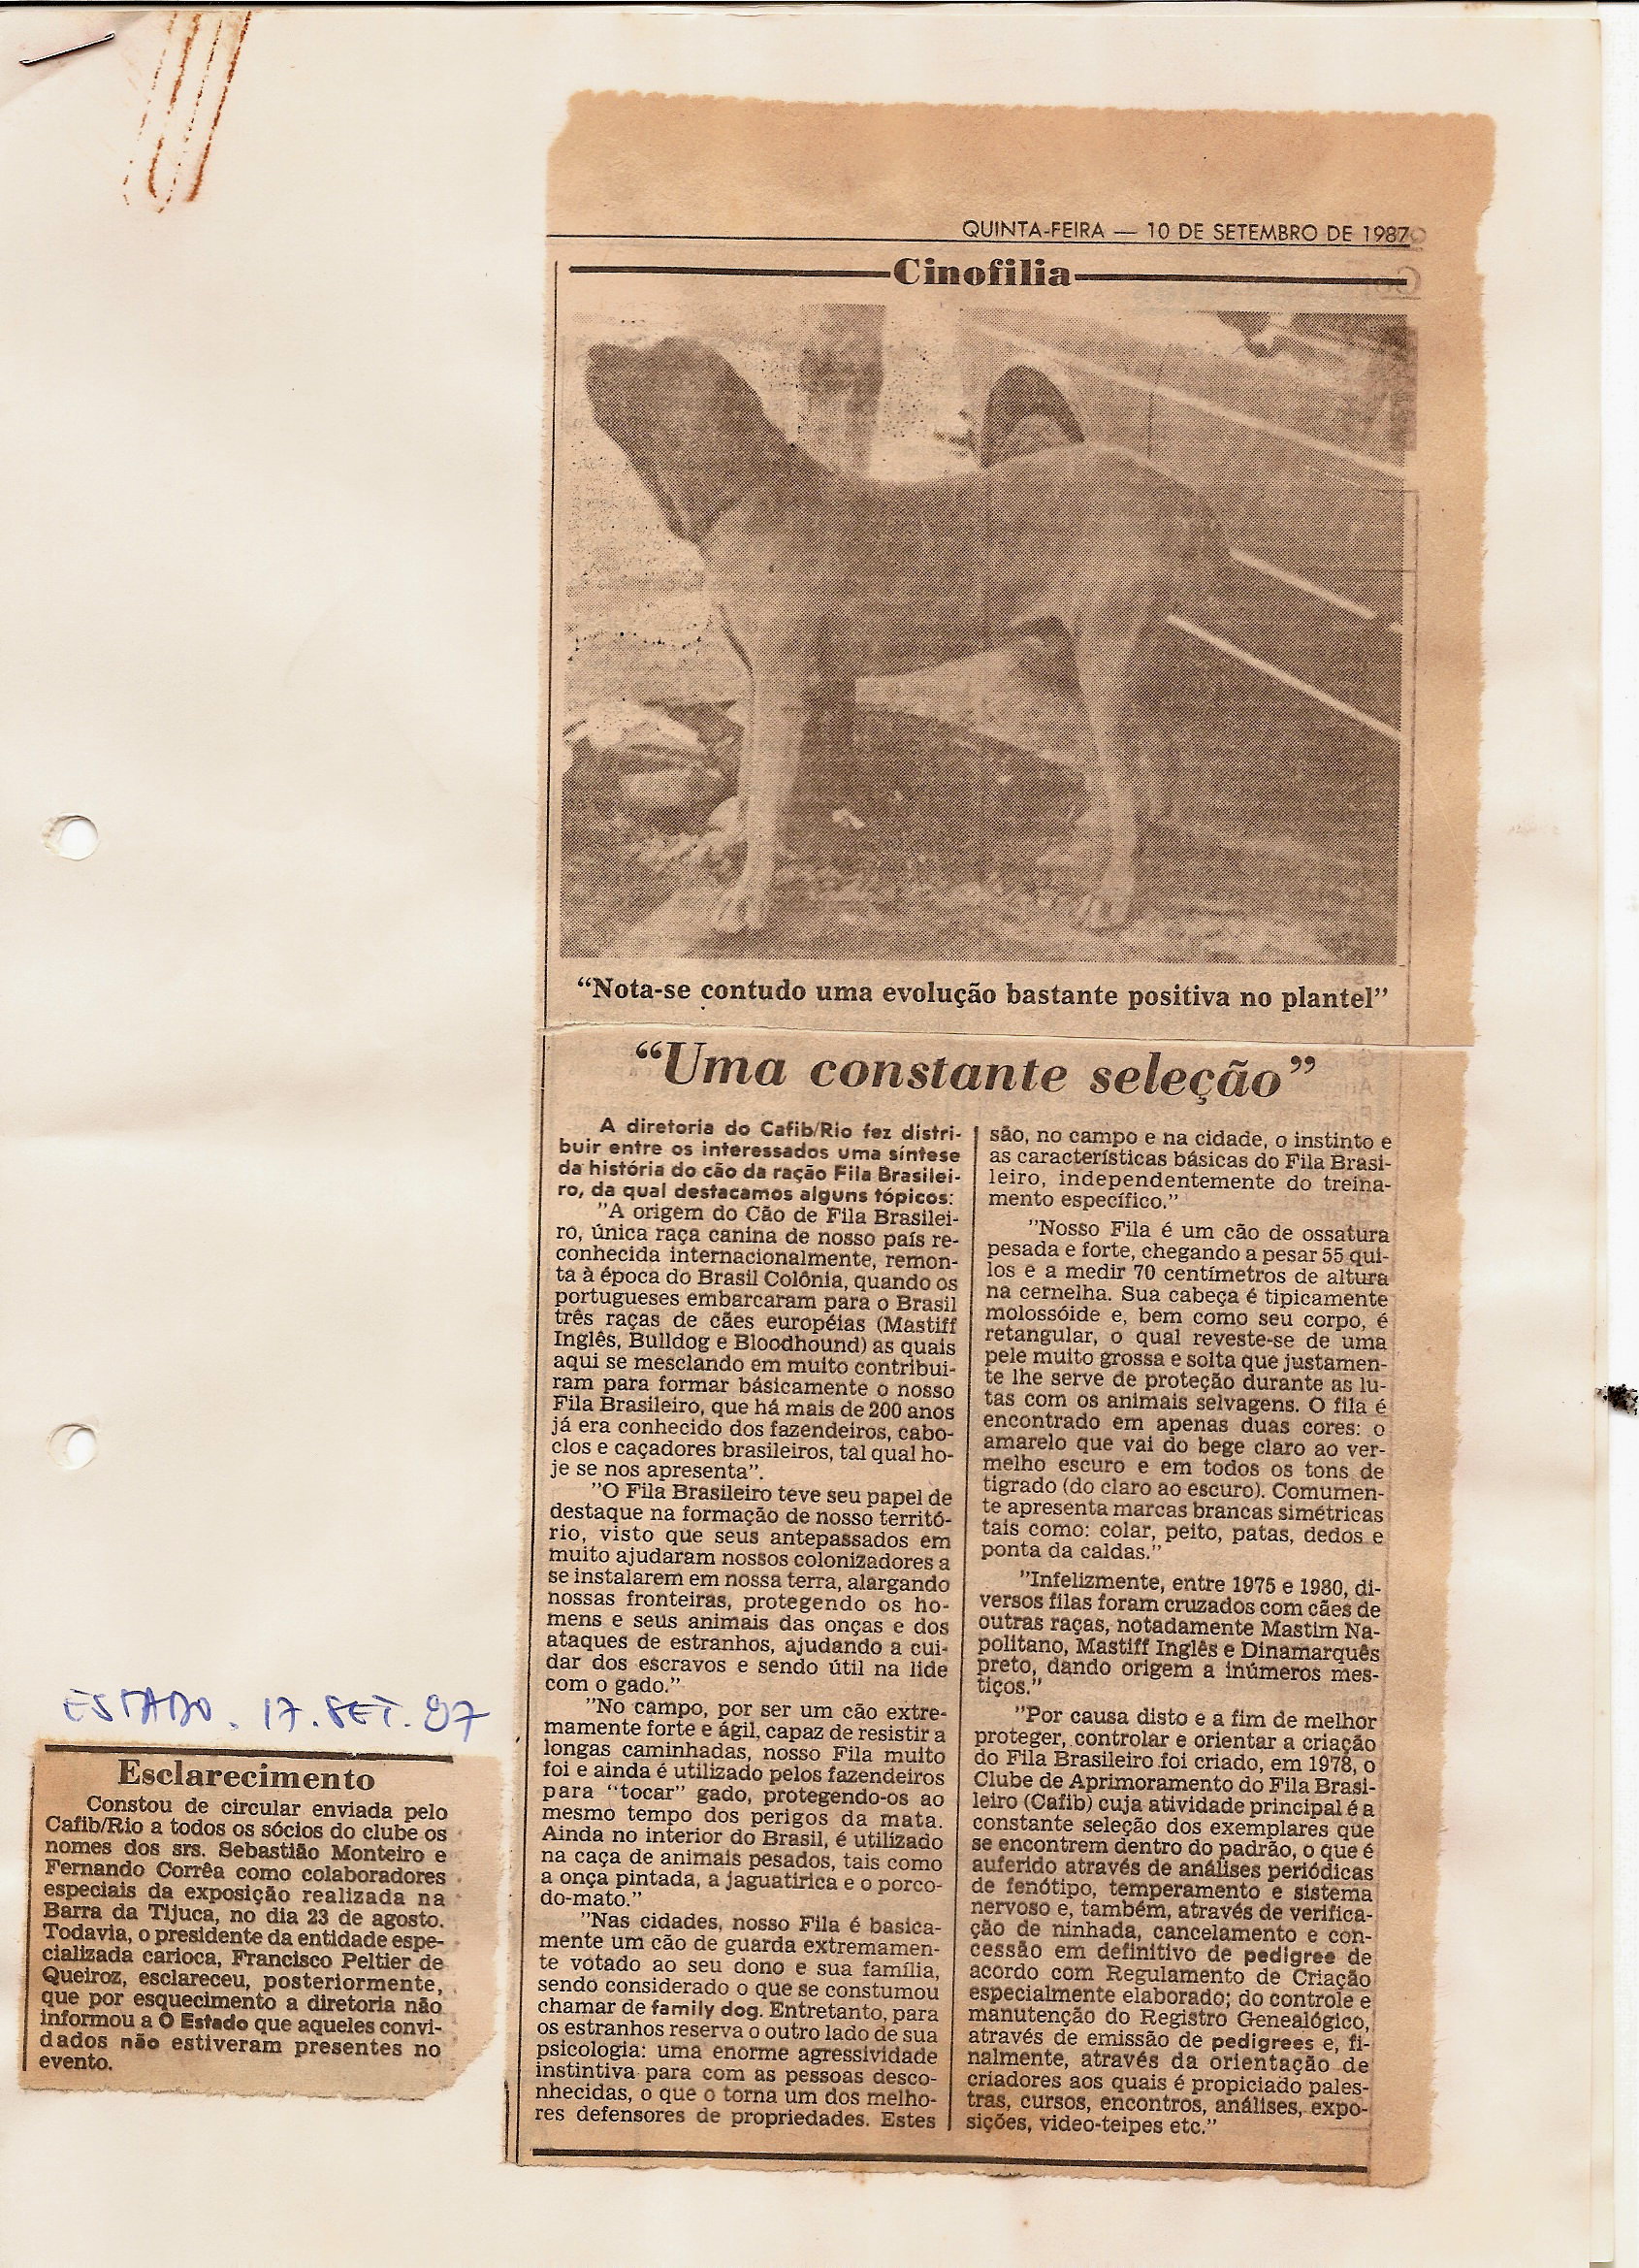 QUINTA-FEIRA — 10 DE SETEMBRO DE 1987
Cinofilia
“Nota-se contudo uma evolução bastante positiva no plantel”
“Uma constante seleção”
A diretoria do Cafib/Rio fez distri-
buir entre os interessados uma síntese
da história do cão da ração Fila Brasilei-
ro, da qual destacamos alguns tópicos:
”A origem do Cão de Fila Brasilei-
ro, única raça canina de nosso país re-
conhecida internacionalmente, remon-
ta à época do Brasil Colônia, quando os
portugueses embarcaram para o Brasil
três raças de cães européias (Mastiff
Inglês, Bulldog e Bloodhound) as quais
aqui se mesclando em muito contribui-
ram para formar básicamente o nosso
Fila Brasileiro, que há mais de 200 anos
já era conhecido dos fazendeiros, cabo-
clos e caçadores brasileiros, tal qual ho-
je se nos apresenta”.
”O Fila Brasileiro teve seu papel de
destaque na formação de nosso territó-
rio, visto que seus antepassados em
muito ajudaram nossos colonizadores a
se instalarem em nossa terra, alargando
nossas fronteiras, protegendo os ho-
mens e seus animais das onças e dos
ataques de estranhos, ajudando a cui-
dar dos escravos e sendo útil na lide
com o gado.”
”No campo, por ser um cão extre-
mamente forte e ágil, capaz de resistir a
longas caminhadas, nosso Fila muito
foi e ainda é utilizado pelos fazendeiros
para “tocar” gado, protegendo-os ao
mesmo tempo dos perigos da mata.
Ainda no interior do Brasil, é utilizado
na caça de animais pesados, tais como
a onça pintada, a jaguatirica e o porco-
do-mato.”
”Nas cidades, nosso Fila é basica-
mente um cão de guarda extremamen-
te votado ao seu dono e sua família,
sendo considerado o que se constumou
chamar de family dog. Entretanto, para
os estranhos reserva o outro lado de sua
psicologia: uma enorme agressividade
instintiva para com as pessoas desco-
nhecidas, o que o torna um dos melho-
res defensores de propriedades. Estes
são, no campo e na cidade, o instinto e
as características básicas do Fila Brasi-
leiro, independentemente do treina-
mento específico.”
”Nosso Fila é um cão de ossatura
pesada e forte, chegando a pesar 55 qui-
los e a medir 70 centímetros de altura
na cernelha. Sua cabeça é tipicamente
molossóide e, bem como seu corpo, é
retangular, o qual reveste-se de uma
pele muito grossa e solta que justamen-
te lhe serve de proteção durante as lu-
tas com os animais selvagens. O fila é
encontrado em apenas duas cores: o
amarelo que vai do bege claro ao ver-
melho escuro e em todos os tons de
tigrado (do claro ao escuro). Comumen-
te apresenta marcas brancas simétricas
tais como: colar, peito, patas, dedos e
ponta da caldas.”
”Infelizmente, entre 1975 e 1980, di-
versos filas foram cruzados com cães de
outras raças, notadamente Mastim Na-
politano, Mastiff Inglês e Dinamarquês
preto, dando origem a inúmeros mes-
tiços.”
”Por causa disto e a fim de melhor
proteger, controlar e orientar a criação
do Fila Brasileiro foi criado, em 1978, o
Clube de Aprimoramento do Fila Brasi-
leiro (Cafib) cuja atividade principal é a
constante seleção dos exemplares que
se encontrem dentro do padrão, o que é
auferido através de análises periódicas
de fenótipo, temperamento e sistema
nervoso e, também, através de verifica-
ção de ninhada, cancelamento e con-
cessão em definitivo de pedigree de
acordo com Regulamento de Criação
especialmente elaborado; do controle e
manutenção do Registro Genealógico,
através de emissão de pedigrees e, fi-
nalmente, através da orientação de
criadores aos quais é propiciado pales-
tras, cursos, encontros, análises, expo-
sições, video-teipes etc.”
ESTADO. 17. SET. 87
Esclarecimento
Constou de circular enviada pelo
Cafib/Rio a todos os sócios do clube os
nomes dos srs. Sebastião Monteiro e
Fernando Corrêa como colaboradores
especiais da exposição realizada na
Barra da Tijuca, no dia 23 de agosto.
Todavia, o presidente da entidade espe-
cializada carioca, Francisco Peltier de
Queiroz, esclareceu, posteriormente,
que por esquecimento a diretoria não
informou a O Estado que aqueles convi-
dados não estiveram presentes no
evento.